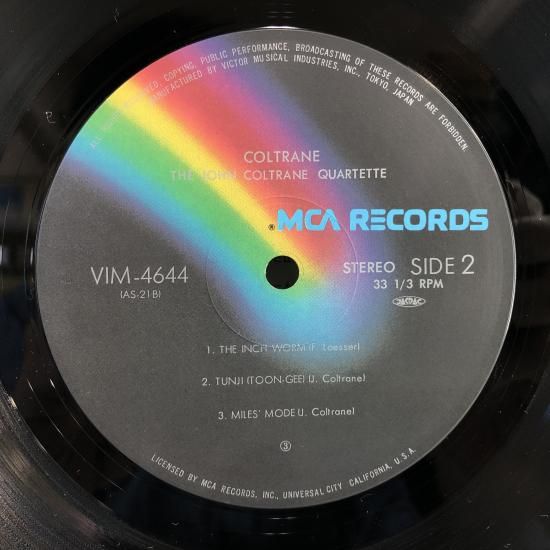 ALL RIGHTS RESERVED. COPYING, PUBLIC PERFORMANCE, BROADCASTING OF THESE RECORDS ARE FORBIDDEN.
MANUFACTURED BY VICTOR MUSICAL INDUSTRIES, INC., TOKYO, JAPAN
COLTRANE
THE JOHN COLTRANE QUARTETTE
®MCA RECORDS
VIM-4644
(AS-21B)
STEREO SIDE 2
33 1/3 RPM
JASRAC
1. THE INCH WORM (F. Loesser)
2. TUNJI (TOON-GEE) (J. Coltrane)
3. MILES' MODE (J. Coltrane)
③
LICENSED BY MCA RECORDS, INC., UNIVERSAL CITY CALIFORNIA, U.S.A.